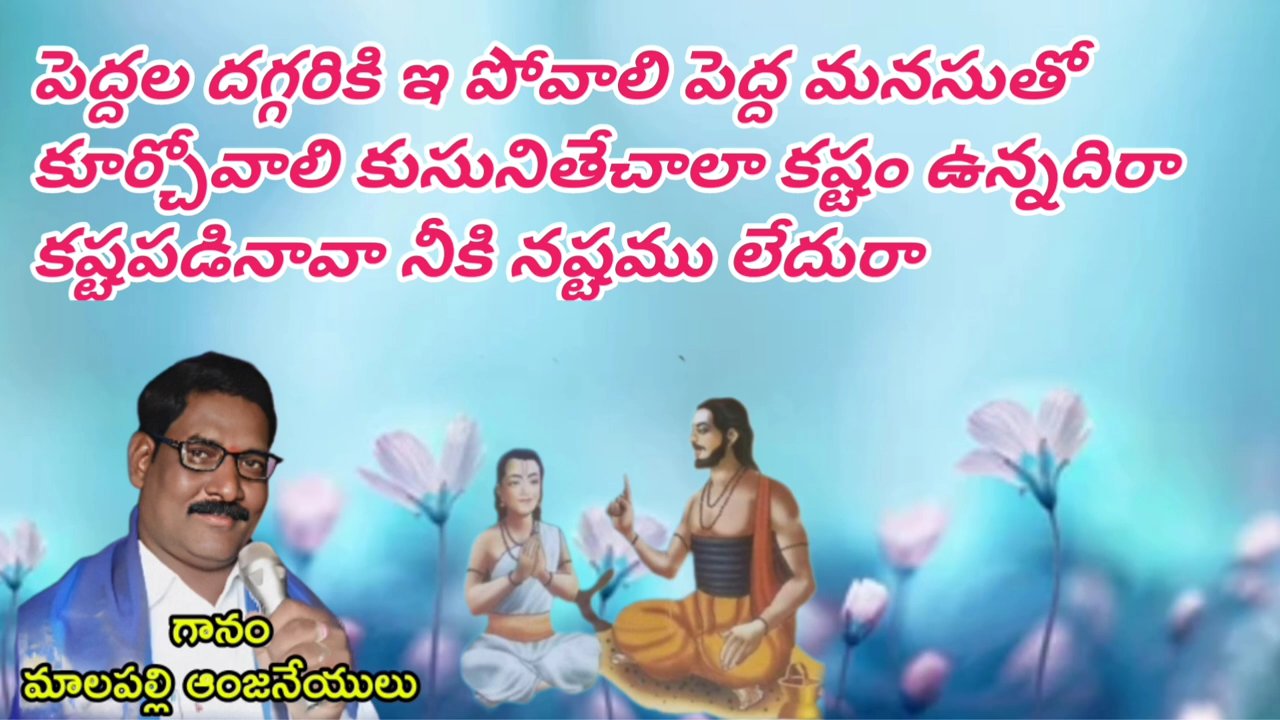 పెద్దల దగ్గరికి ఇ పోవాలి పెద్ద మనసుతో
కూర్చోవాలి కుసునితేచాలా కష్టం ఉన్నదిరా
కష్టపడినావా నీకి నష్టము లేదురా
గానం
మాలపల్లి ఆంజనేయులు